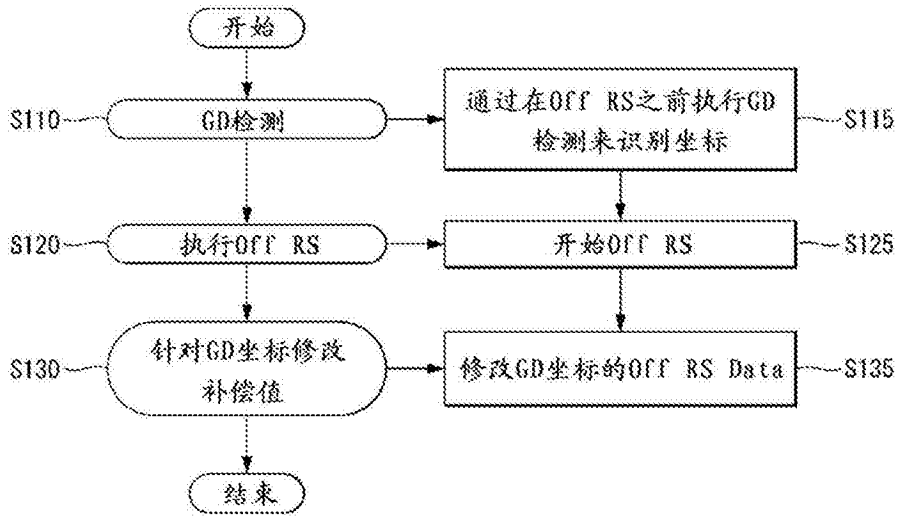 开始
S110
GD检测
通过在Off RS之前执行GD
检测来识别坐标
S115
S120
执行Off RS
开始Off RS
S125
S130
针对GD坐标修改
补偿值
修改GD坐标的Off RS Data
S135
结束